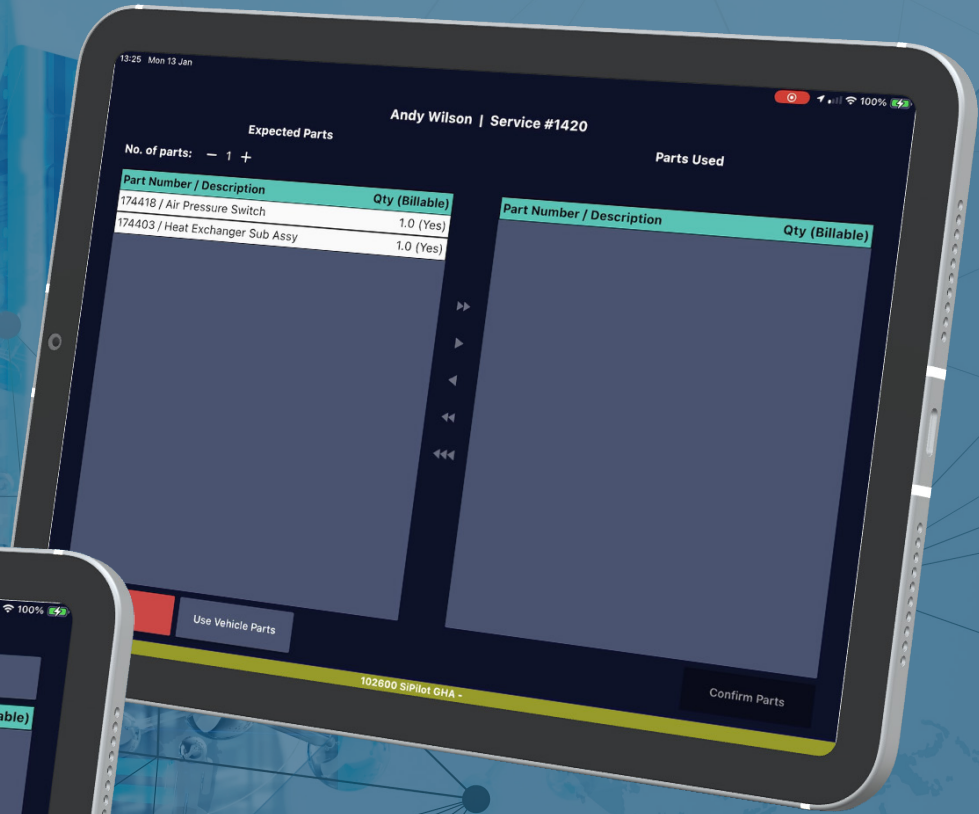 13:25 Mon 13 Jan
100%
Andy Wilson | Service #1420
Expected Parts
Parts Used
No. of parts: − 1 +
Part Number / Description Qty (Billable)
174418 / Air Pressure Switch 1.0 (Yes)
174403 / Heat Exchanger Sub Assy 1.0 (Yes)
Part Number / Description Qty (Billable)
Use Vehicle Parts
Confirm Parts
102600 SiPilot GHA -
100%
able)